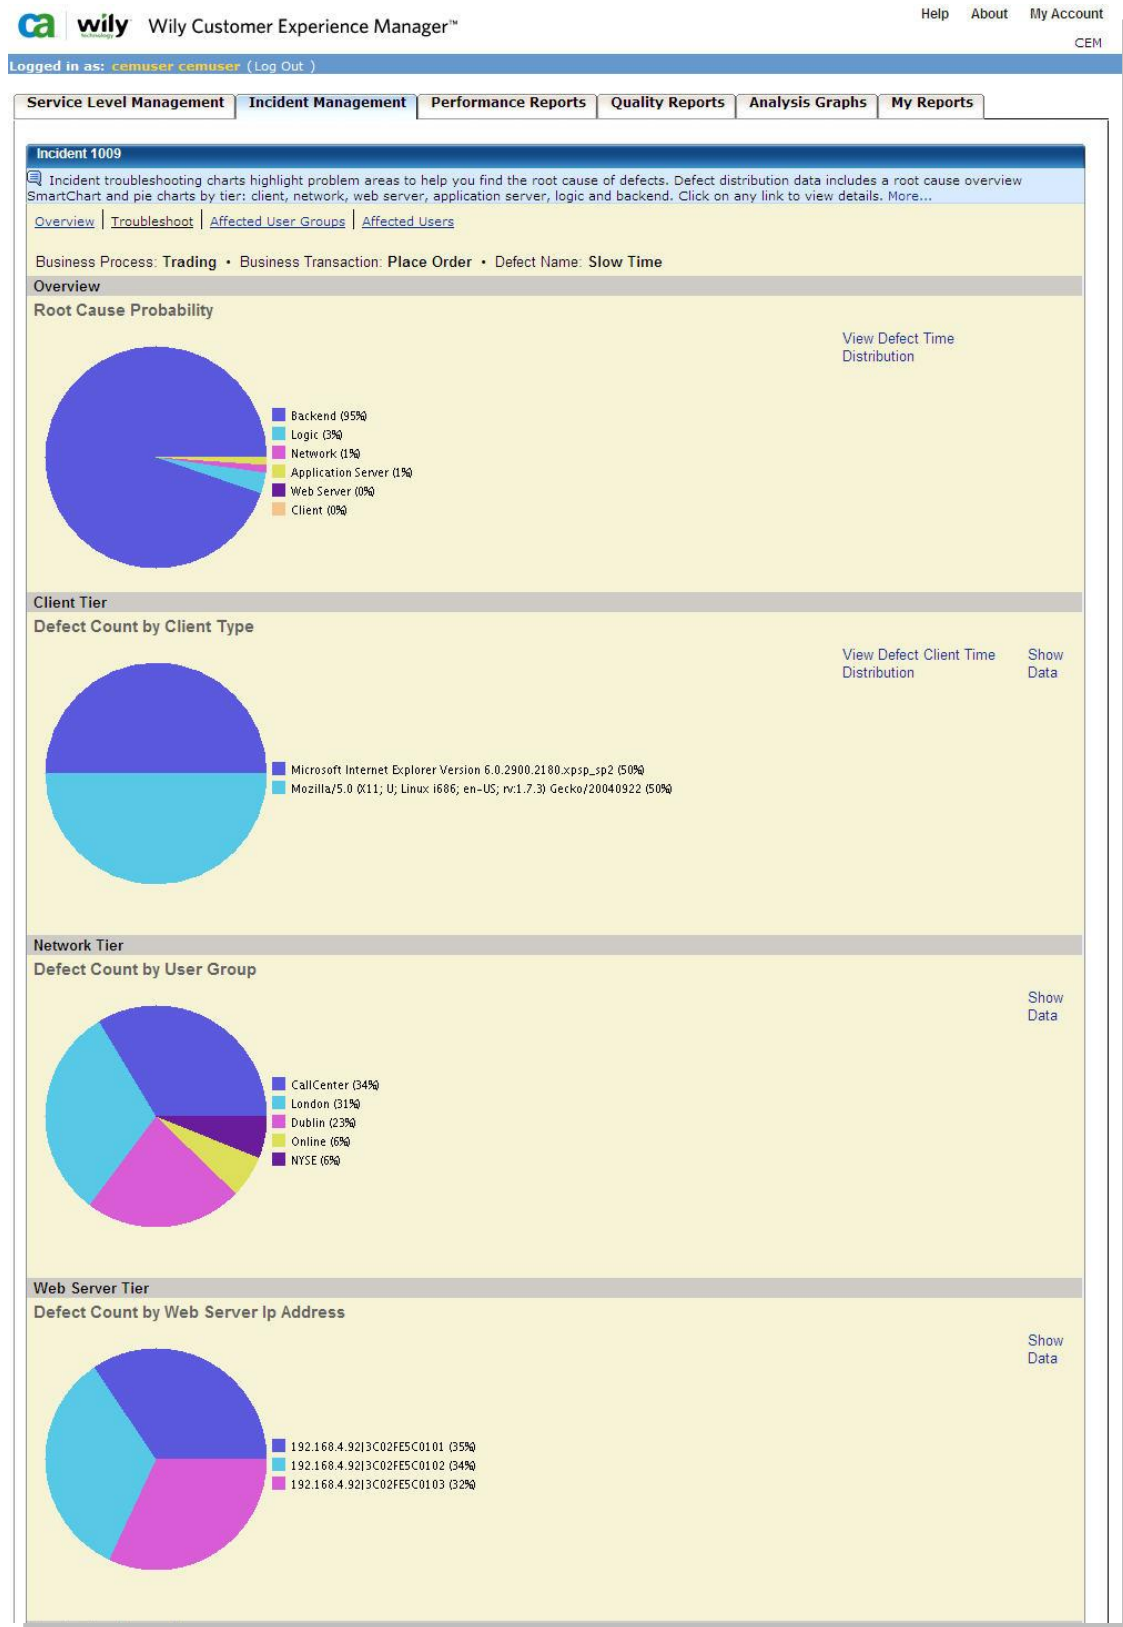 Help About My Account
ca wily technology Wily Customer Experience Manager™
CEM
Logged in as: cemuser cemuser ( Log Out )
Service Level Management Incident Management Performance Reports Quality Reports Analysis Graphs My Reports
Incident 1009
Incident troubleshooting charts highlight problem areas to help you find the root cause of defects. Defect distribution data includes a root cause overview
SmartChart and pie charts by tier: client, network, web server, application server, logic and backend. Click on any link to view details. More...
Overview Troubleshoot Affected User Groups Affected Users
Business Process: Trading • Business Transaction: Place Order • Defect Name: Slow Time
Overview
Root Cause Probability
View Defect Time
Distribution
Backend (95%)
Logic (3%)
Network (1%)
Application Server (1%)
Web Server (0%)
Client (0%)
Client Tier
Defect Count by Client Type
View Defect Client Time
Distribution
Show
Data
Microsoft Internet Explorer Version 6.0.2900.2180.xpsp_sp2 (50%)
Mozilla/5.0 (X11; U; Linux i686; en-US; rv:1.7.3) Gecko/20040922 (50%)
Network Tier
Defect Count by User Group
Show
Data
CallCenter (34%)
London (31%)
Dublin (23%)
Online (6%)
NYSE (6%)
Web Server Tier
Defect Count by Web Server Ip Address
Show
Data
192.168.4.92|3C02FE5C0101 (35%)
192.168.4.92|3C02FE5C0102 (34%)
192.168.4.92|3C02FE5C0103 (32%)